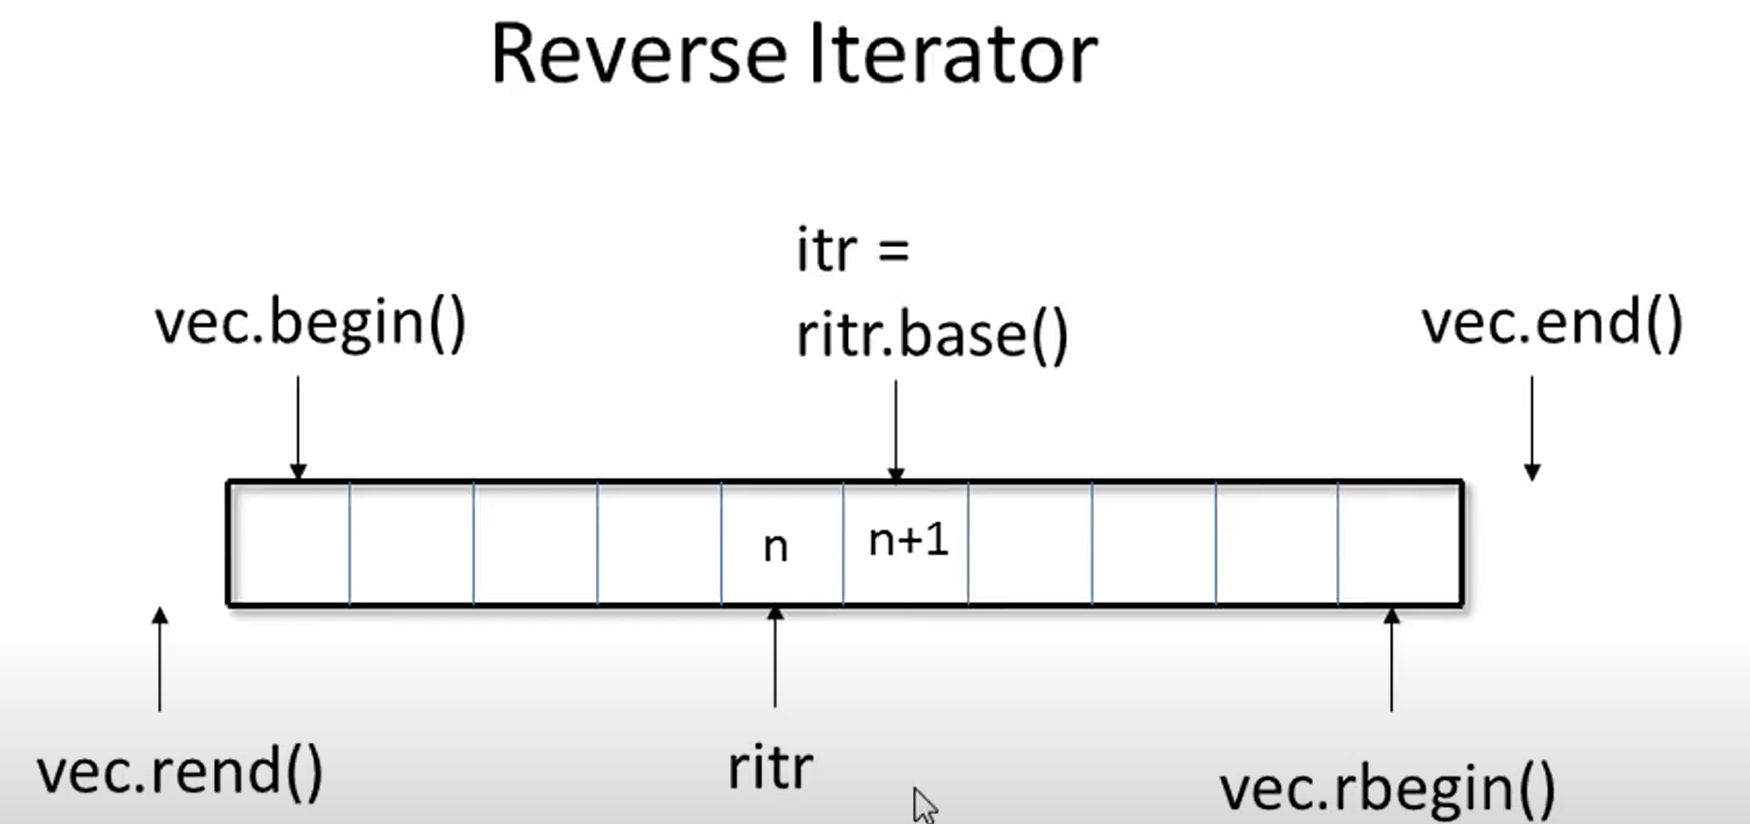 Reverse Iterator
itr =
vec.begin()
ritr.base()
vec.end()
n
n+1
vec.rend()
ritr
vec.rbegin()